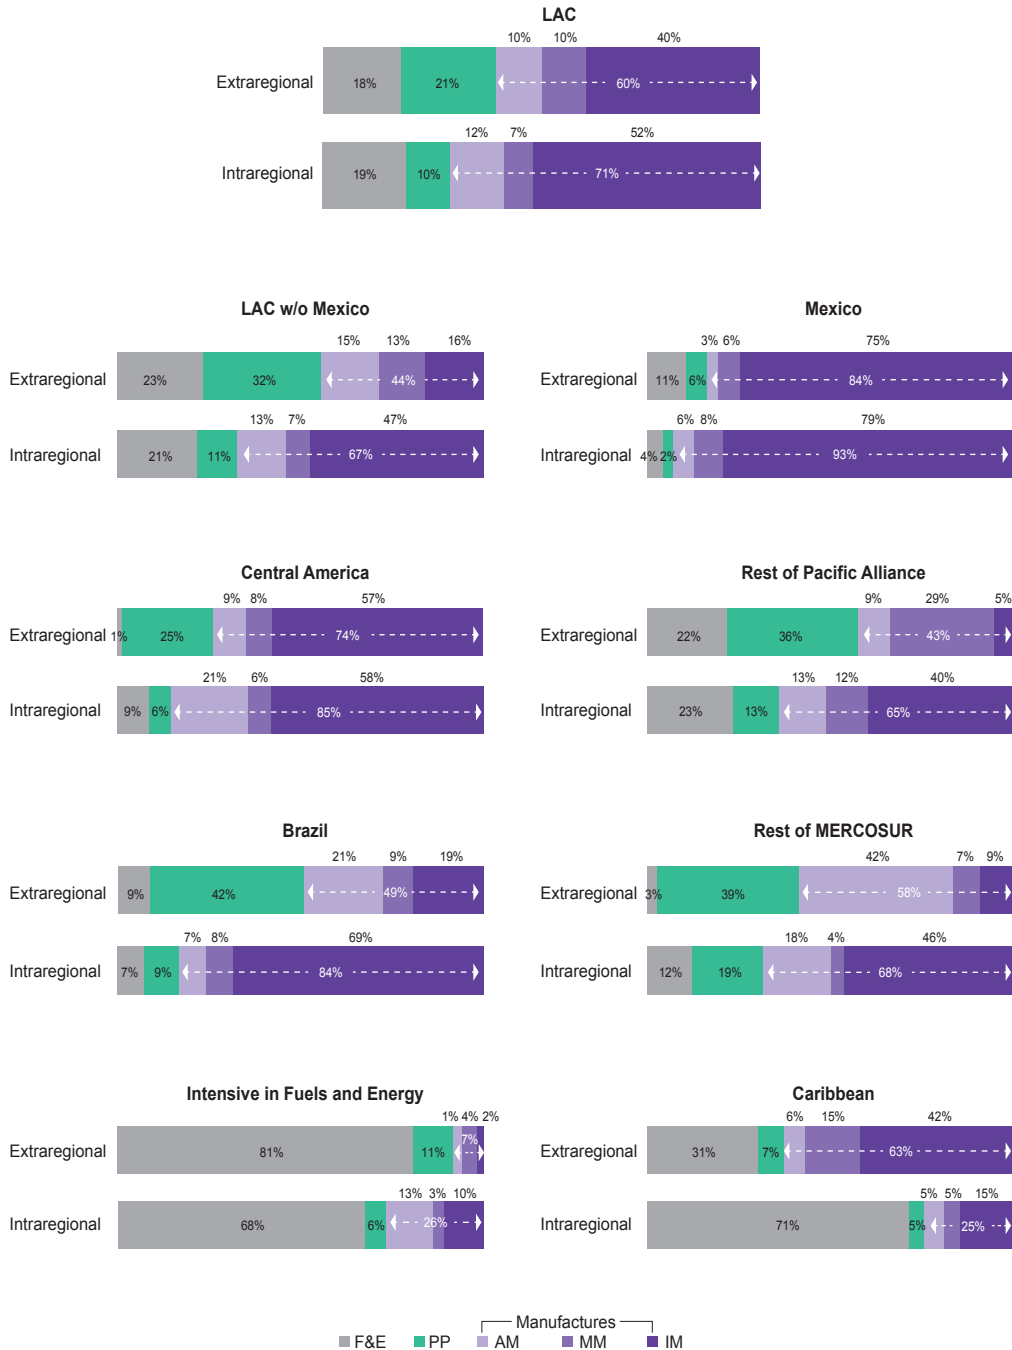 LAC
10% 10% 40%
Extraregional 18% 21% 60%
12% 7% 52%
Intraregional 19% 10% 71%
LAC w/o Mexico
15% 13% 16%
Extraregional 23% 32% 44%
13% 7% 47%
Intraregional 21% 11% 67%
Mexico
3% 6% 75%
Extraregional 11% 6% 84%
6% 8% 79%
Intraregional 4% 2% 93%
Central America
9% 8% 57%
Extraregional 1% 25% 74%
21% 6% 58%
Intraregional 9% 6% 85%
Rest of Pacific Alliance
9% 29% 5%
Extraregional 22% 36% 43%
13% 12% 40%
Intraregional 23% 13% 65%
Brazil
21% 9% 19%
Extraregional 9% 42% 49%
7% 8% 69%
Intraregional 7% 9% 84%
Rest of MERCOSUR
42% 7% 9%
Extraregional 3% 39% 58%
18% 4% 46%
Intraregional 12% 19% 68%
Intensive in Fuels and Energy
1% 4% 2%
Extraregional 81% 11% 7%
13% 3% 10%
Intraregional 68% 6% 26%
Caribbean
6% 15% 42%
Extraregional 31% 7% 63%
5% 5% 15%
Intraregional 71% 5% 25%
Manufactures
F&E PP AM MM IM